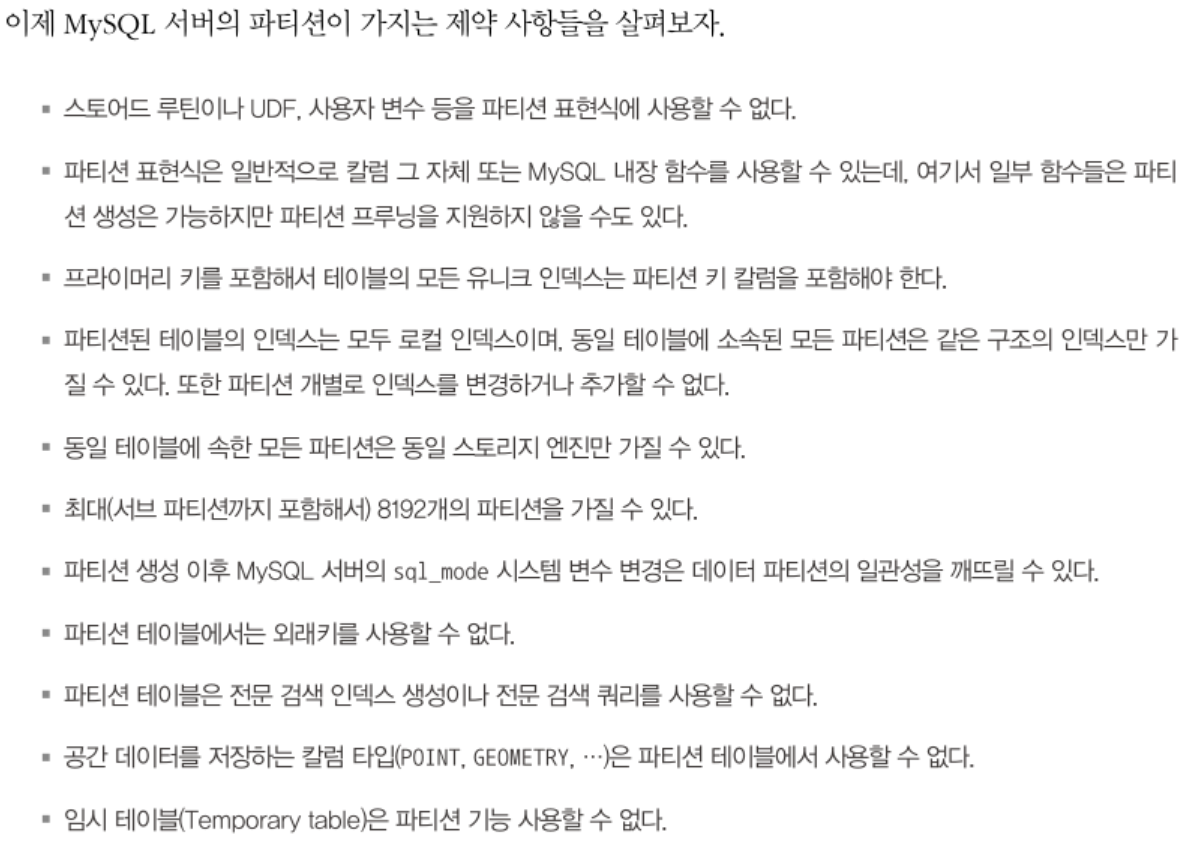 이제 MySQL 서버의 파티션이 가지는 제약 사항들을 살펴보자.
▪ 스토어드 루틴이나 UDF, 사용자 변수 등을 파티션 표현식에 사용할 수 없다.
▪ 파티션 표현식은 일반적으로 칼럼 그 자체 또는 MySQL 내장 함수를 사용할 수 있는데, 여기서 일부 함수들은 파티
션 생성은 가능하지만 파티션 프루닝을 지원하지 않을 수도 있다.
▪ 프라이머리 키를 포함해서 테이블의 모든 유니크 인덱스는 파티션 키 칼럼을 포함해야 한다.
▪ 파티션된 테이블의 인덱스는 모두 로컬 인덱스이며, 동일 테이블에 소속된 모든 파티션은 같은 구조의 인덱스만 가
질 수 있다. 또한 파티션 개별로 인덱스를 변경하거나 추가할 수 없다.
▪ 동일 테이블에 속한 모든 파티션은 동일 스토리지 엔진만 가질 수 있다.
▪ 최대(서브 파티션까지 포함해서) 8192개의 파티션을 가질 수 있다.
▪ 파티션 생성 이후 MySQL 서버의 sql_mode 시스템 변수 변경은 데이터 파티션의 일관성을 깨뜨릴 수 있다.
▪ 파티션 테이블에서는 외래키를 사용할 수 없다.
▪ 파티션 테이블은 전문 검색 인덱스 생성이나 전문 검색 쿼리를 사용할 수 없다.
▪ 공간 데이터를 저장하는 칼럼 타입(POINT, GEOMETRY, …)은 파티션 테이블에서 사용할 수 없다.
▪ 임시 테이블(Temporary table)은 파티션 기능 사용할 수 없다.